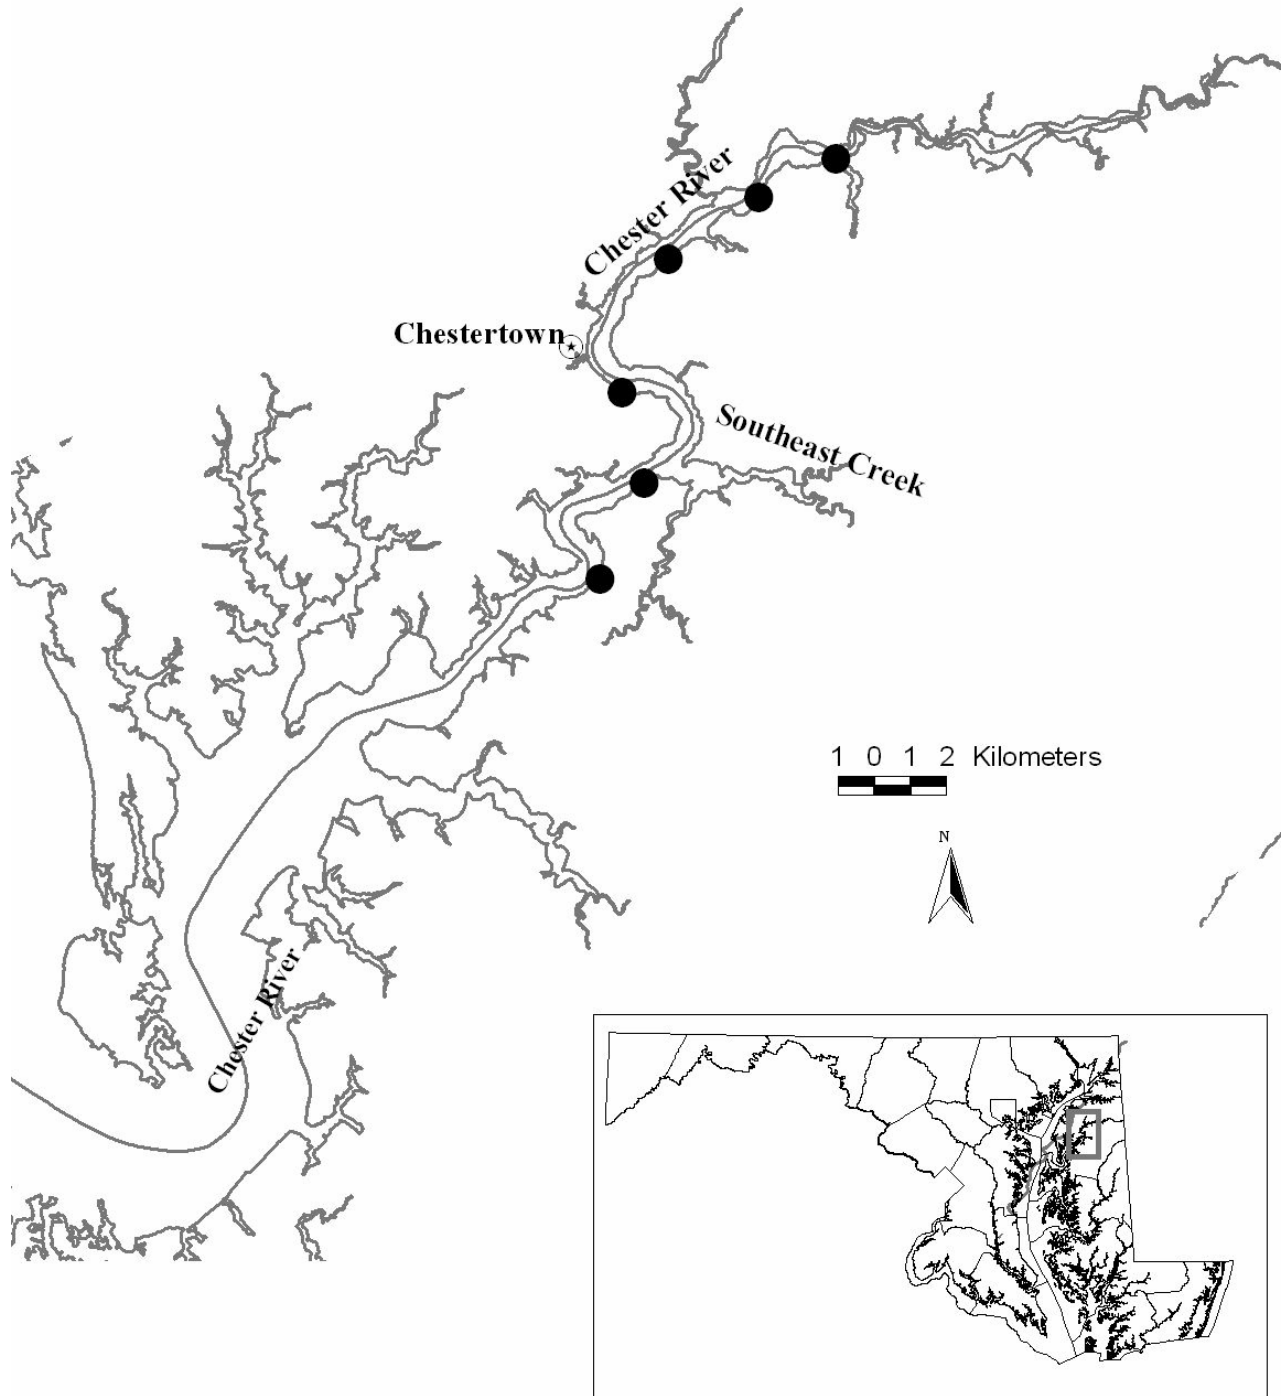 Chester River
Chestertown
Southeast Creek
1 0 1 2 Kilometers
N
Chester River